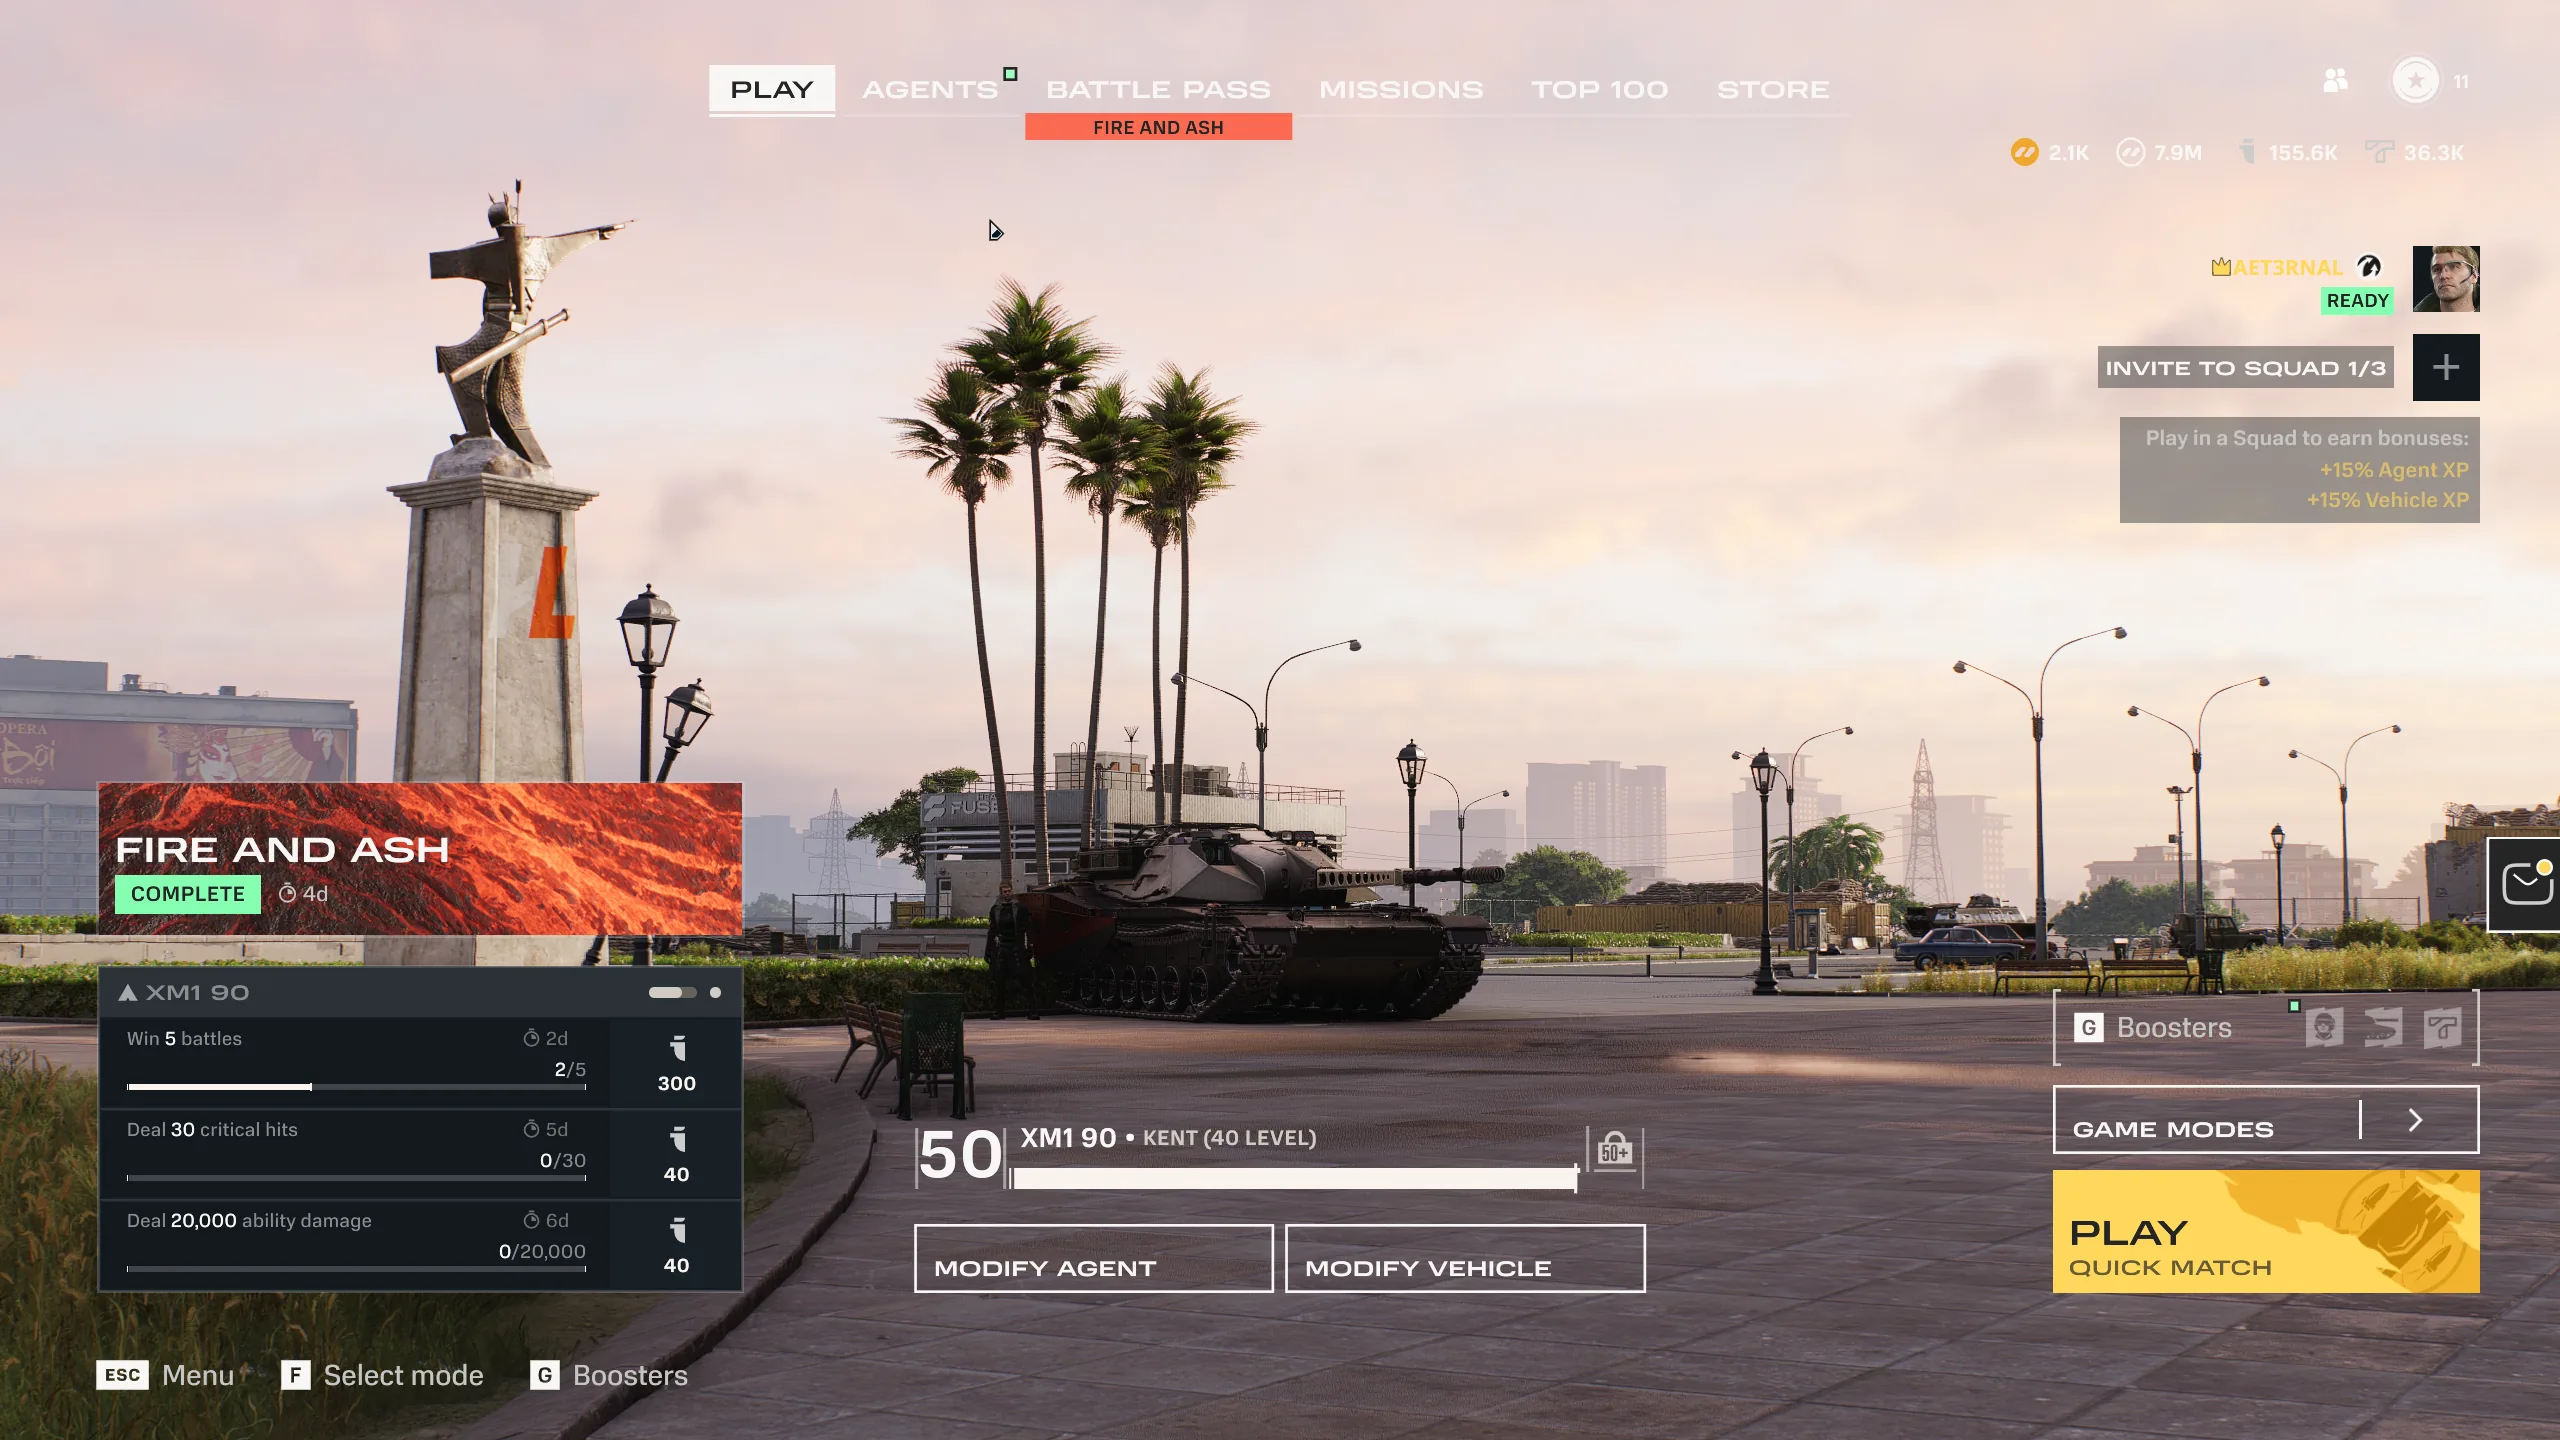 PLAY
AGENTS
BATTLE PASS
MISSIONS
TOP 100
STORE
11
FIRE AND ASH
2.1K
7.9M
155.6K
36.3K
AET3RNAL
READY
INVITE TO SQUAD 1/3
Play in a Squad to earn bonuses:
+15% Agent XP
+15% Vehicle XP
OPERA
Bội
FUSE
FIRE AND ASH
COMPLETE
4d
XM1 90
Win 5 battles
2d
2/5
300
Deal 30 critical hits
5d
0/30
40
Deal 20,000 ability damage
6d
0/20,000
40
50
XM1 90 • KENT (40 LEVEL)
50+
MODIFY AGENT
MODIFY VEHICLE
G Boosters
GAME MODES
PLAY
QUICK MATCH
ESC Menu
F Select mode
G Boosters